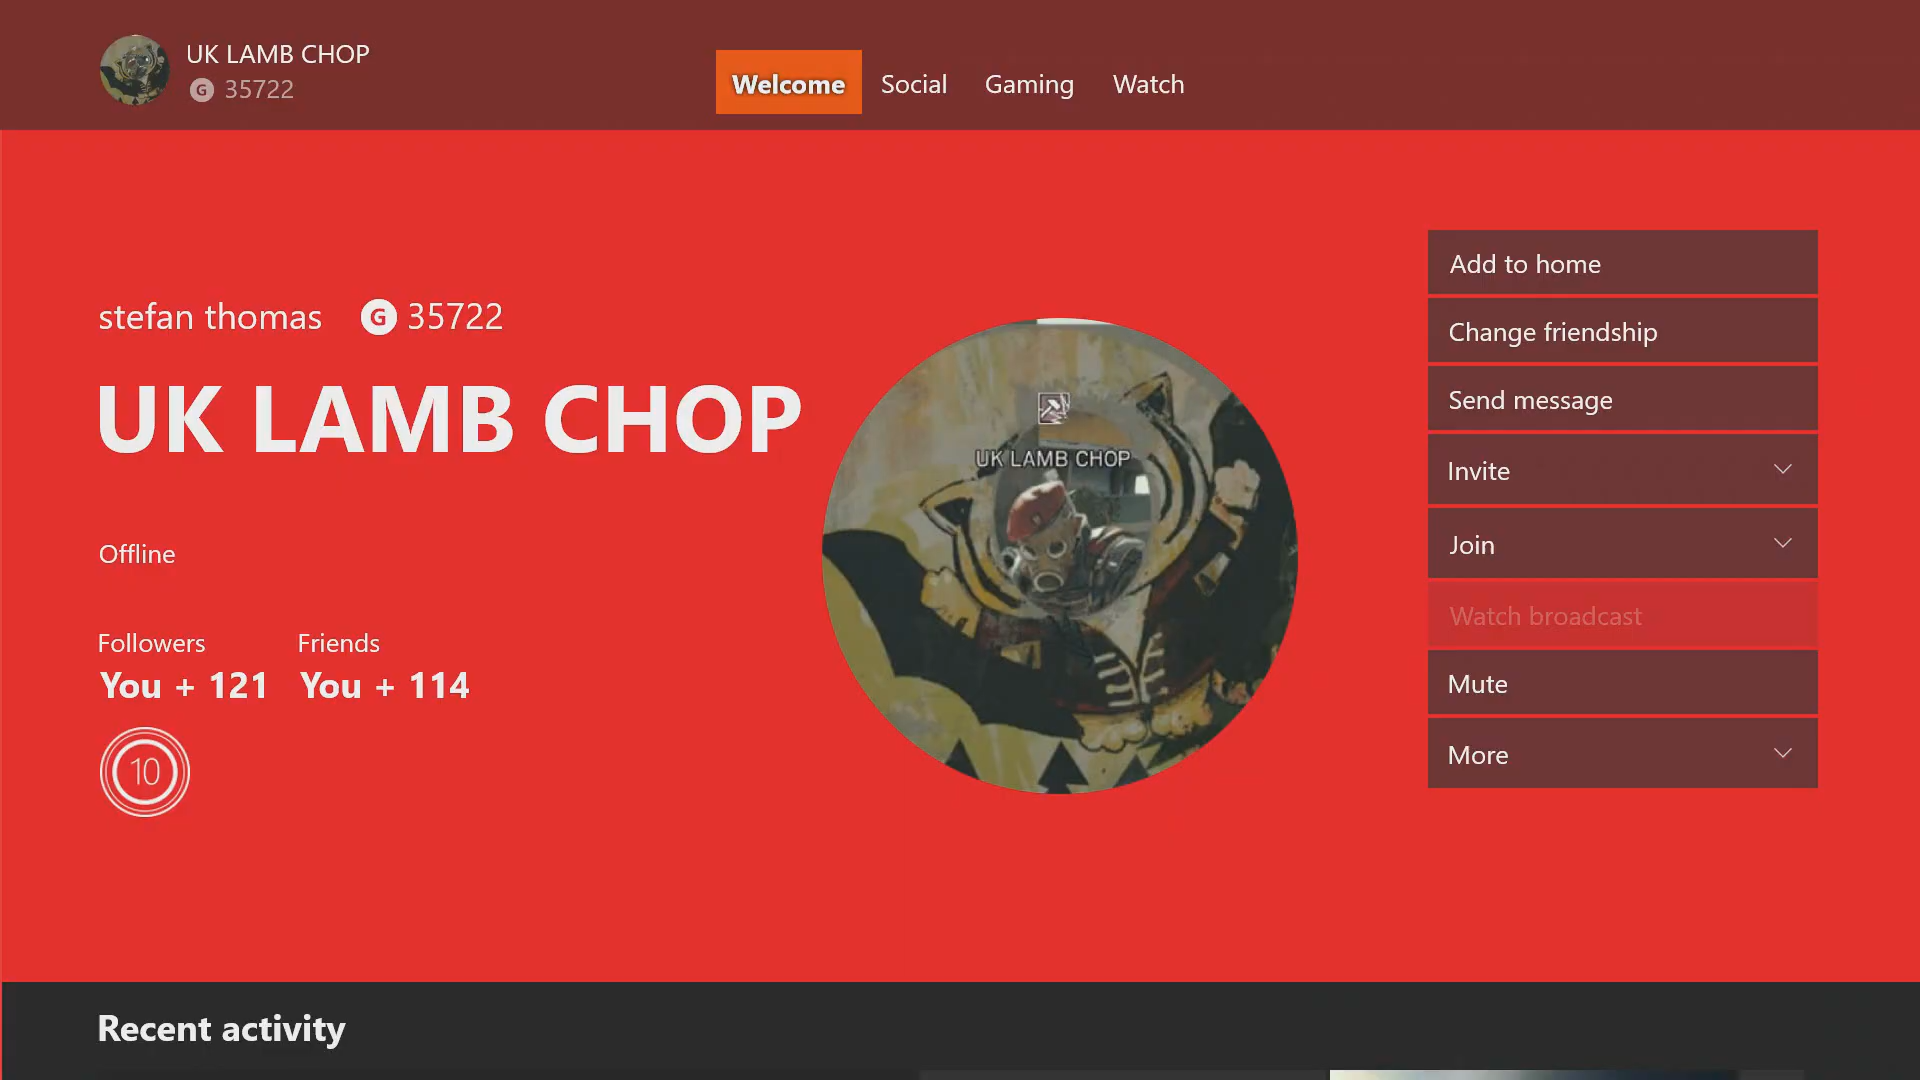 UK LAMB CHOP
G 35722
Welcome Social Gaming Watch
stefan thomas G 35722
UK LAMB CHOP
Offline
Followers Friends
You + 121 You + 114
10
UK LAMB CHOP
Add to home
Change friendship
Send message
Invite
Join
Watch broadcast
Mute
More
Recent activity